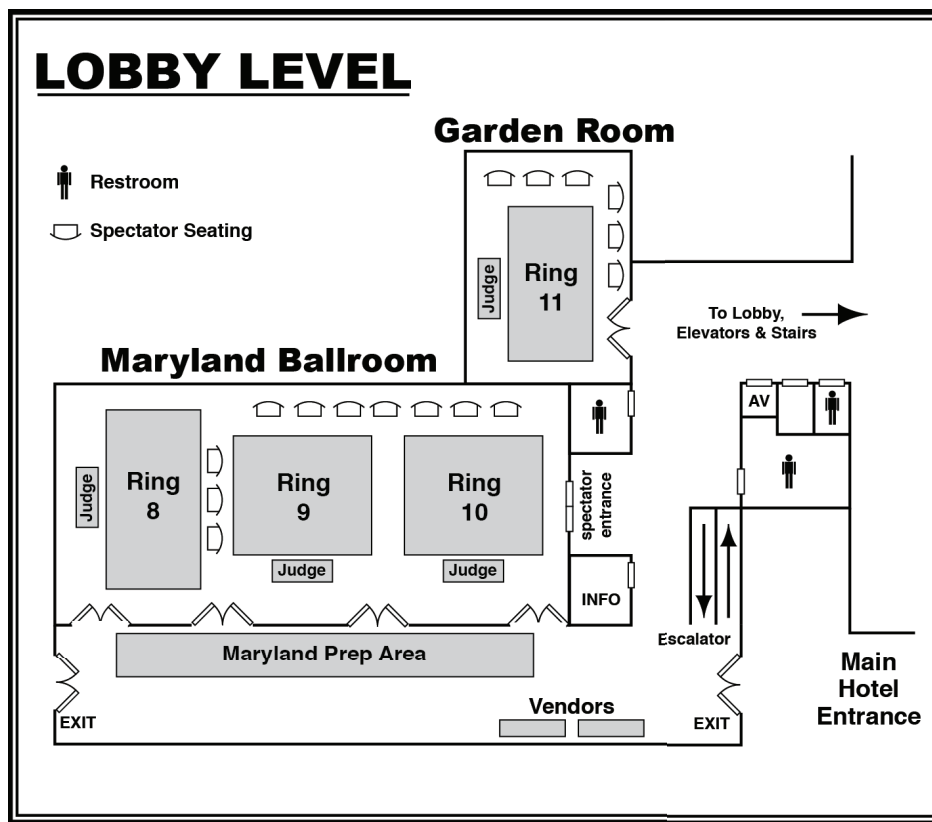 LOBBY LEVEL
Garden Room
Restroom
Spectator Seating
Judge
Ring
11
To Lobby,
Elevators & Stairs
Maryland Ballroom
AV
Judge
Ring
8
Ring
9
Ring
10
spectator
entrance
Judge
Judge
INFO
Escalator
Maryland Prep Area
Main
Hotel
Entrance
Vendors
EXIT
EXIT